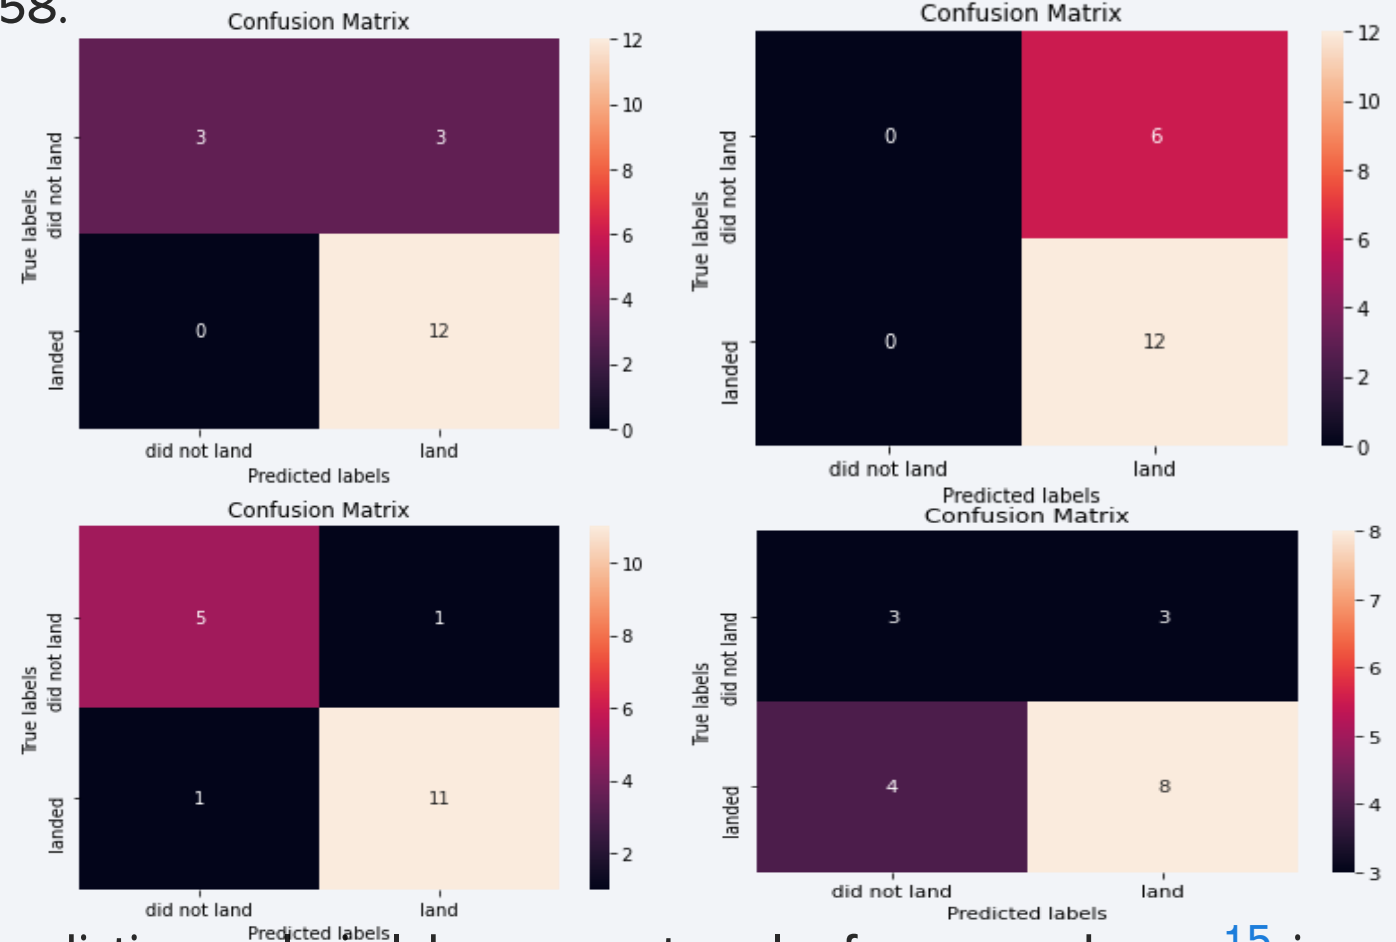 58.
Confusion Matrix
True labels
did not land
landed
3 3
0 12
did not land land
Predicted labels
12
10
8
6
4
2
0
Confusion Matrix
True labels
did not land
landed
0 6
0 12
did not land land
Predicted labels
12
10
8
6
4
2
0
Confusion Matrix
True labels
did not land
landed
5 1
1 11
did not land land
Predicted labels
10
8
6
4
2
Confusion Matrix
True labels
did not land
landed
3 3
4 8
did not land land
Predicted labels
8
7
6
5
4
3
15